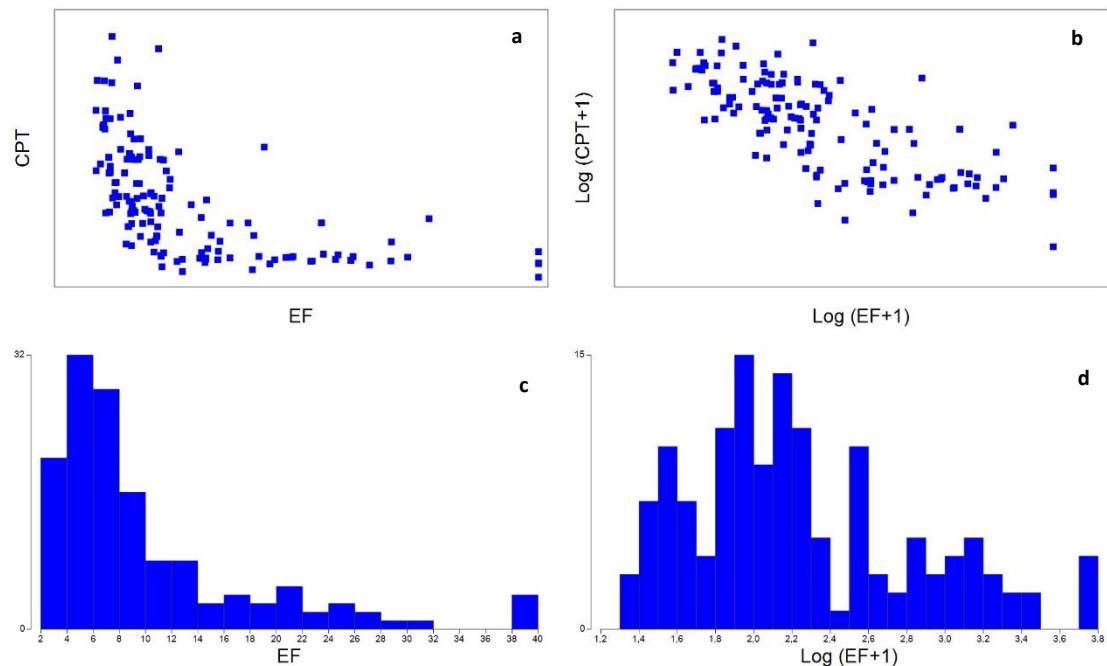 a
CPT
EF
b
Log (CPT+1)
Log (EF+1)
32
c
0
2 4 6 8 10 12 14 16 18 20 22 24 26 28 30 32 34 36 38 40
EF
15
d
0
1,2 1,4 1,6 1,8 2,0 2,2 2,4 2,6 2,8 3,0 3,2 3,4 3,6 3,8
Log (EF+1)